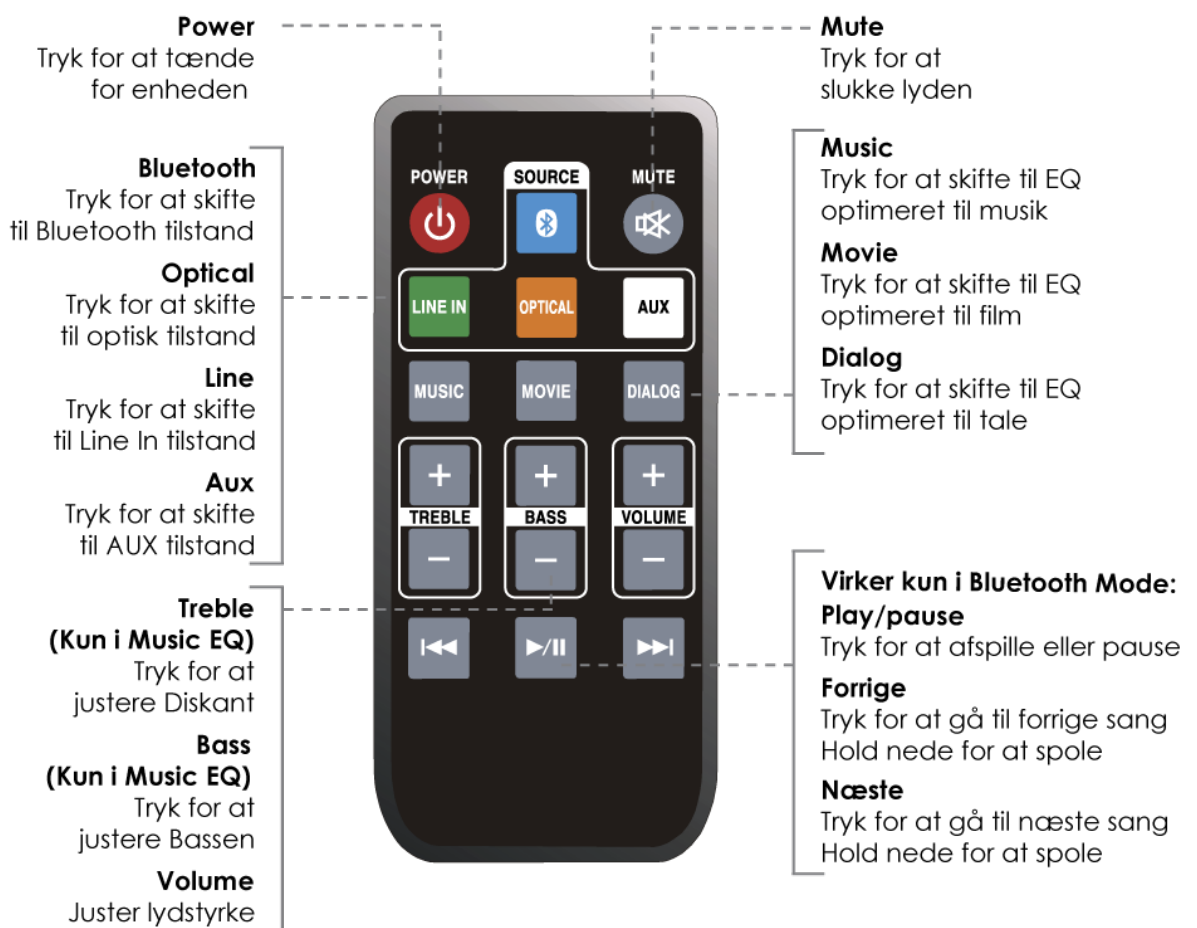 Power
Tryk for at tænde
for enheden
Bluetooth
Tryk for at skifte
til Bluetooth tilstand
Optical
Tryk for at skifte
til optisk tilstand
Line
Tryk for at skifte
til Line In tilstand
Aux
Tryk for at skifte
til AUX tilstand
Treble
(Kun i Music EQ)
Tryk for at
justere Diskant
Bass
(Kun i Music EQ)
Tryk for at
justere Bassen
Volume
Juster lydstyrke
POWER SOURCE MUTE
LINE IN OPTICAL AUX
MUSIC MOVIE DIALOG
+ + +
TREBLE BASS VOLUME
− − −
Mute
Tryk for at
slukke lyden
Music
Tryk for at skifte til EQ
optimeret til musik
Movie
Tryk for at skifte til EQ
optimeret til film
Dialog
Tryk for at skifte til EQ
optimeret til tale
Virker kun i Bluetooth Mode:
Play/pause
Tryk for at afspille eller pause
Forrige
Tryk for at gå til forrige sang
Hold nede for at spole
Næste
Tryk for at gå til næste sang
Hold nede for at spole